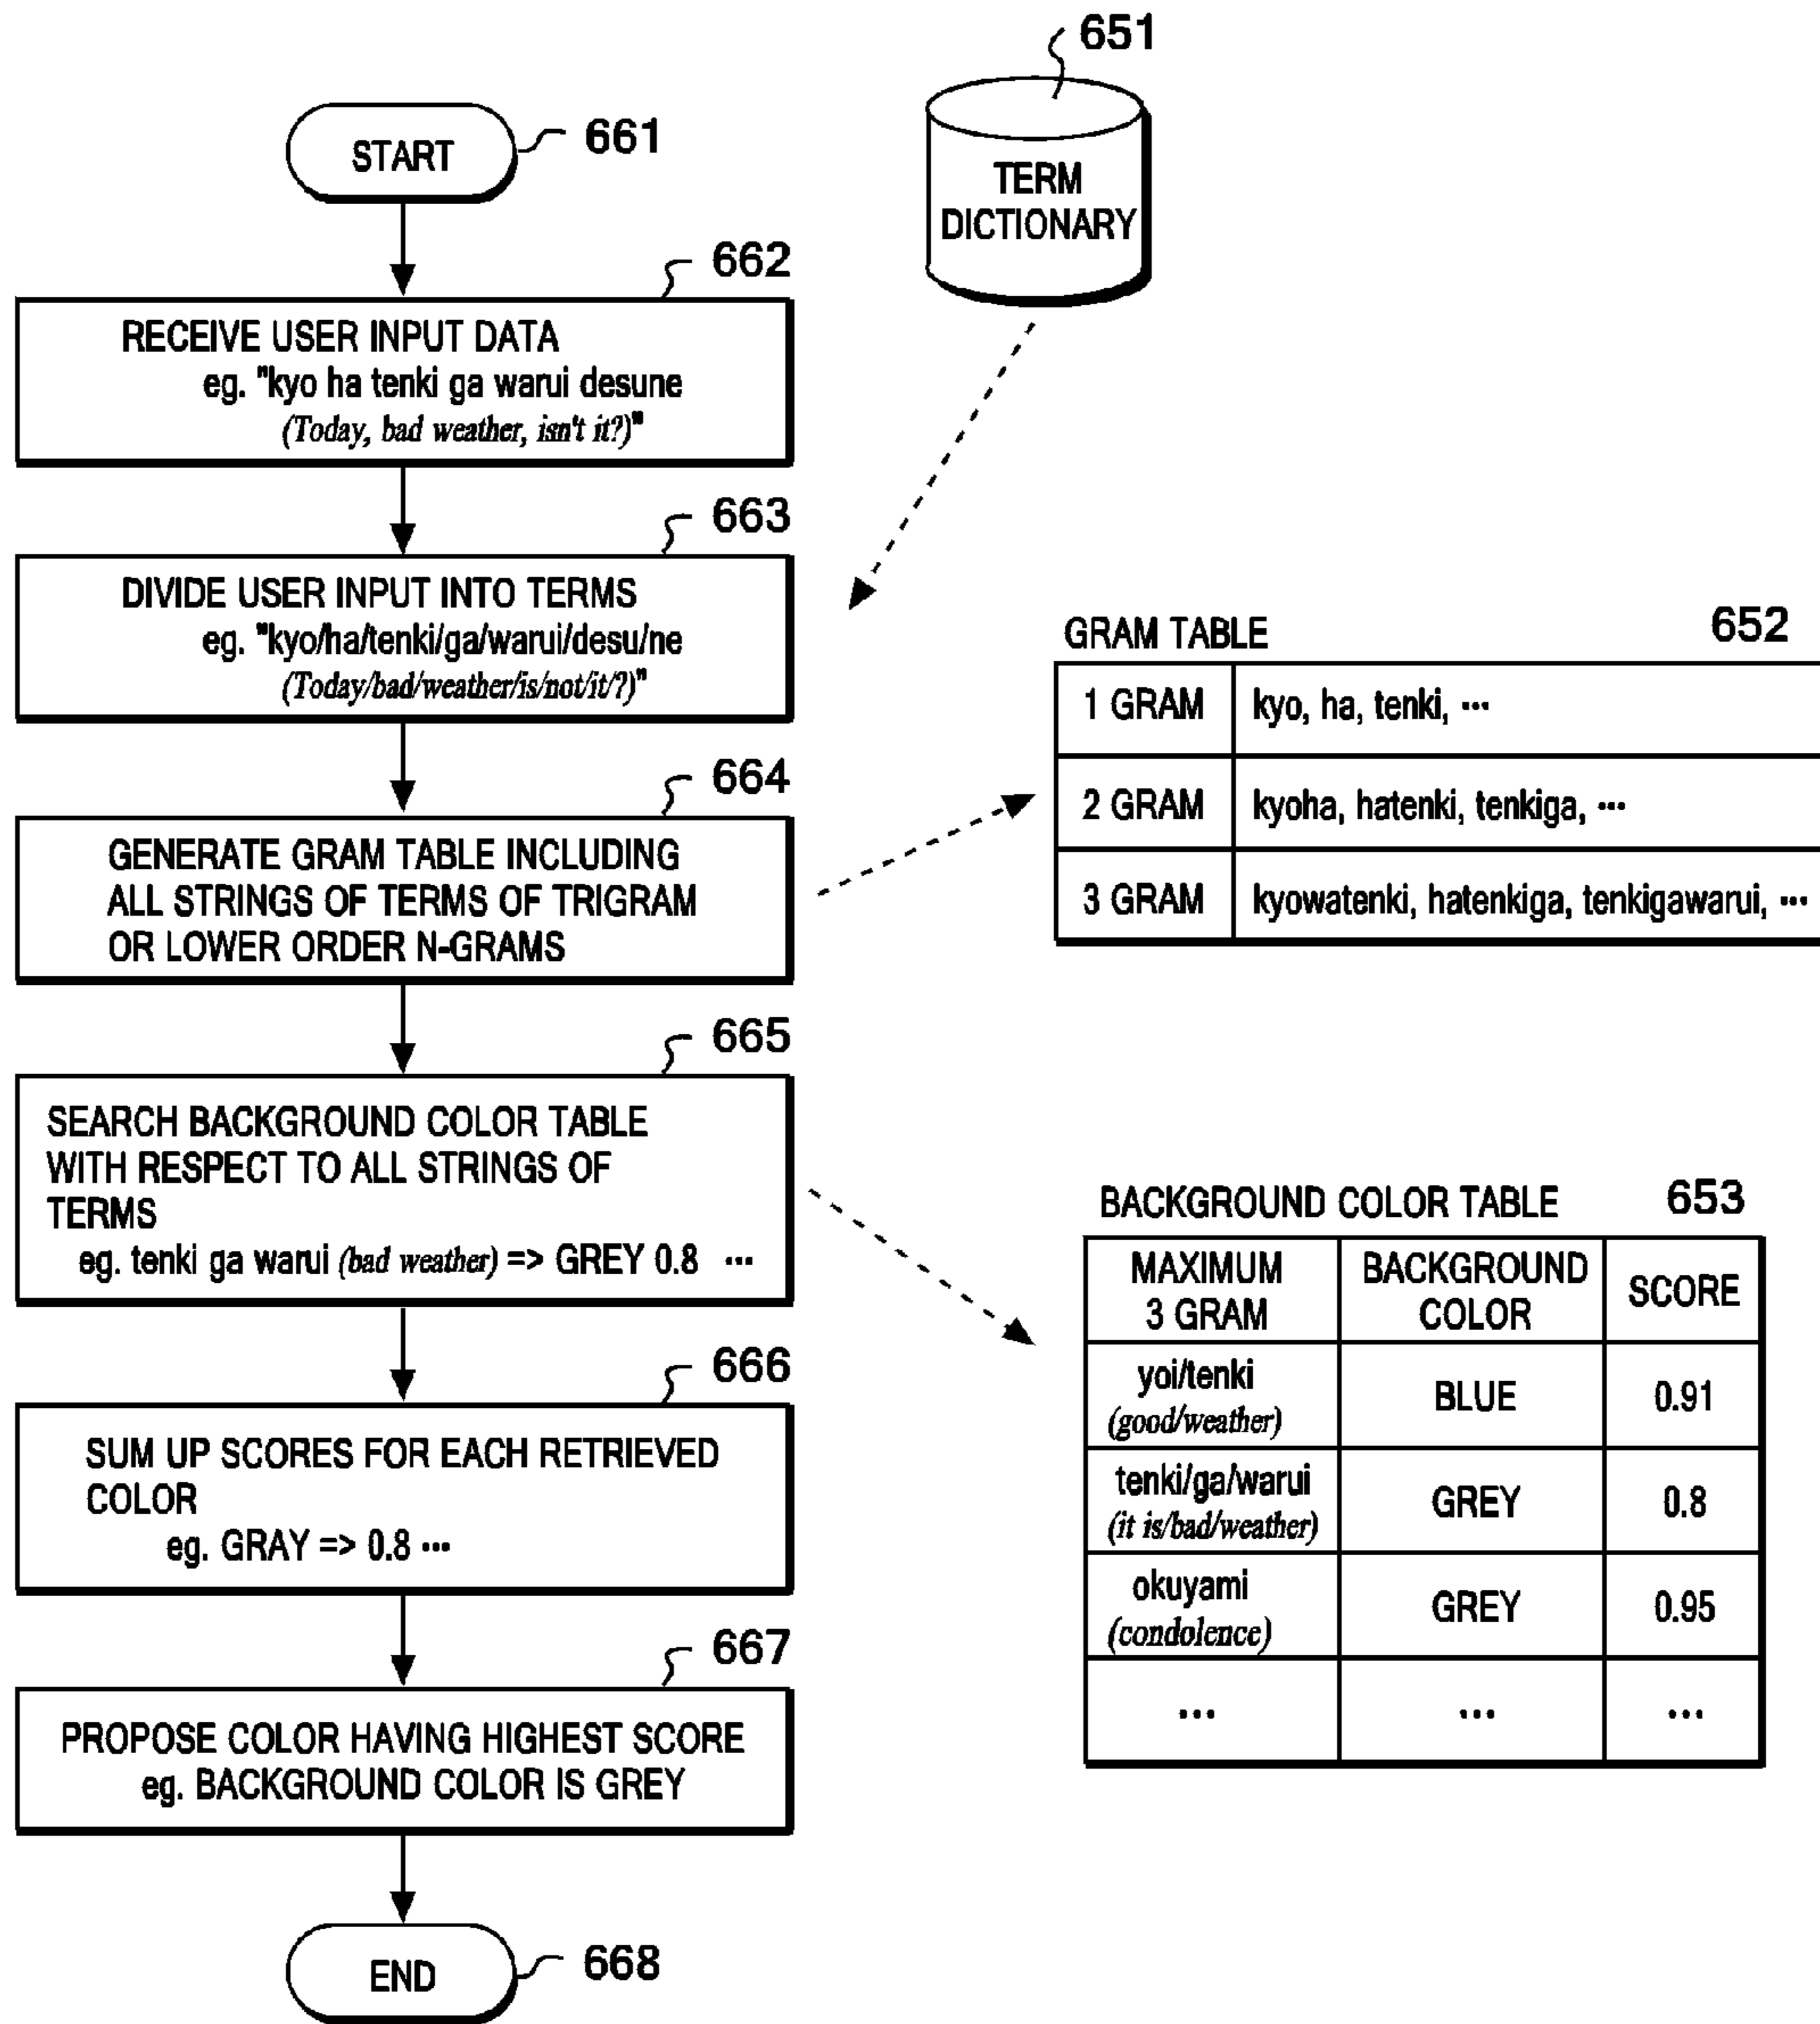 651
START
661
TERM
DICTIONARY
662
RECEIVE USER INPUT DATA
eg. "kyo ha tenki ga warui desune
(Today, bad weather, isn't it?)"
663
DIVIDE USER INPUT INTO TERMS
eg. "kyo/ha/tenki/ga/warui/desu/ne
(Today/bad/weather/is/not/it/?)"
664
GENERATE GRAM TABLE INCLUDING
ALL STRINGS OF TERMS OF TRIGRAM
OR LOWER ORDER N-GRAMS
GRAM TABLE 652
1 GRAM kyo, ha, tenki, ···
2 GRAM kyoha, hatenki, tenkiga, ···
3 GRAM kyowatenki, hatenkiga, tenkigawarui, ···
665
SEARCH BACKGROUND COLOR TABLE
WITH RESPECT TO ALL STRINGS OF
TERMS
eg. tenki ga warui (bad weather) => GREY 0.8 ···
666
SUM UP SCORES FOR EACH RETRIEVED
COLOR
eg. GRAY => 0.8 ···
667
PROPOSE COLOR HAVING HIGHEST SCORE
eg. BACKGROUND COLOR IS GREY
END
668
BACKGROUND COLOR TABLE 653
MAXIMUM
3 GRAM
BACKGROUND
COLOR
SCORE
yoi/tenki
(good/weather)
BLUE
0.91
tenki/ga/warui
(it is/bad/weather)
GREY
0.8
okuyami
(condolence)
GREY
0.95
··· ··· ···